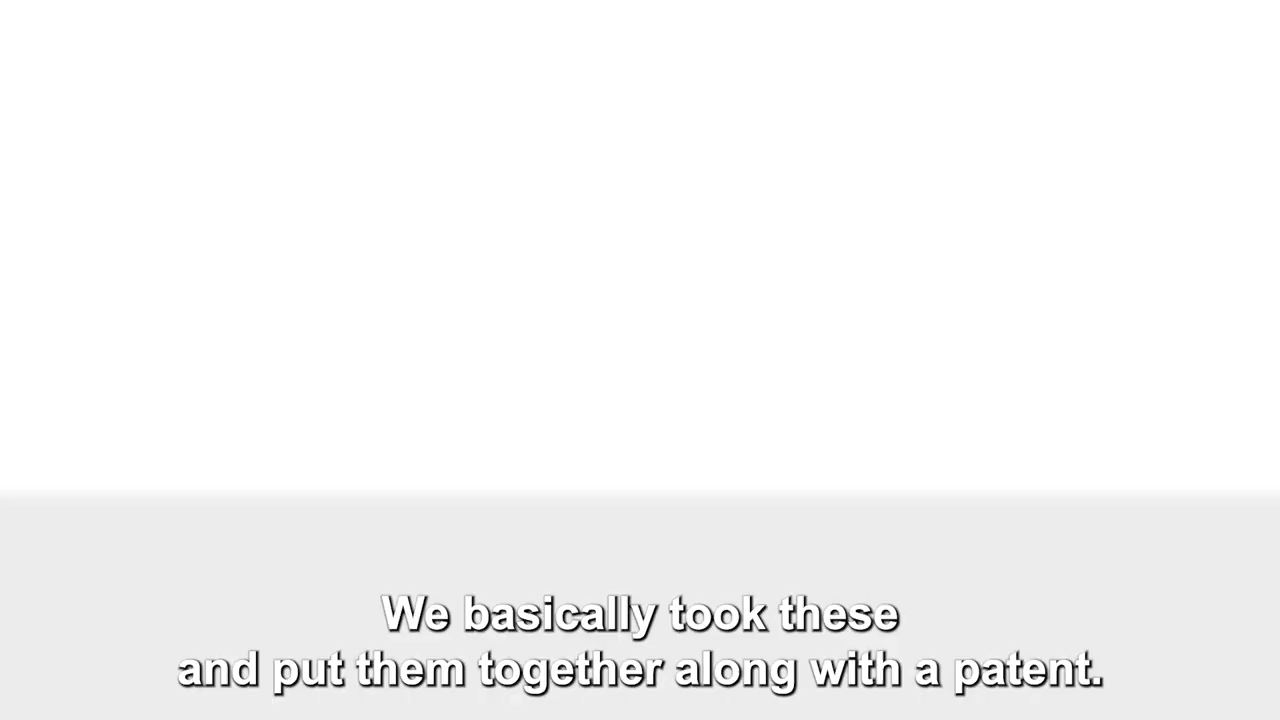 We basically took these
and put them together along with a patent.